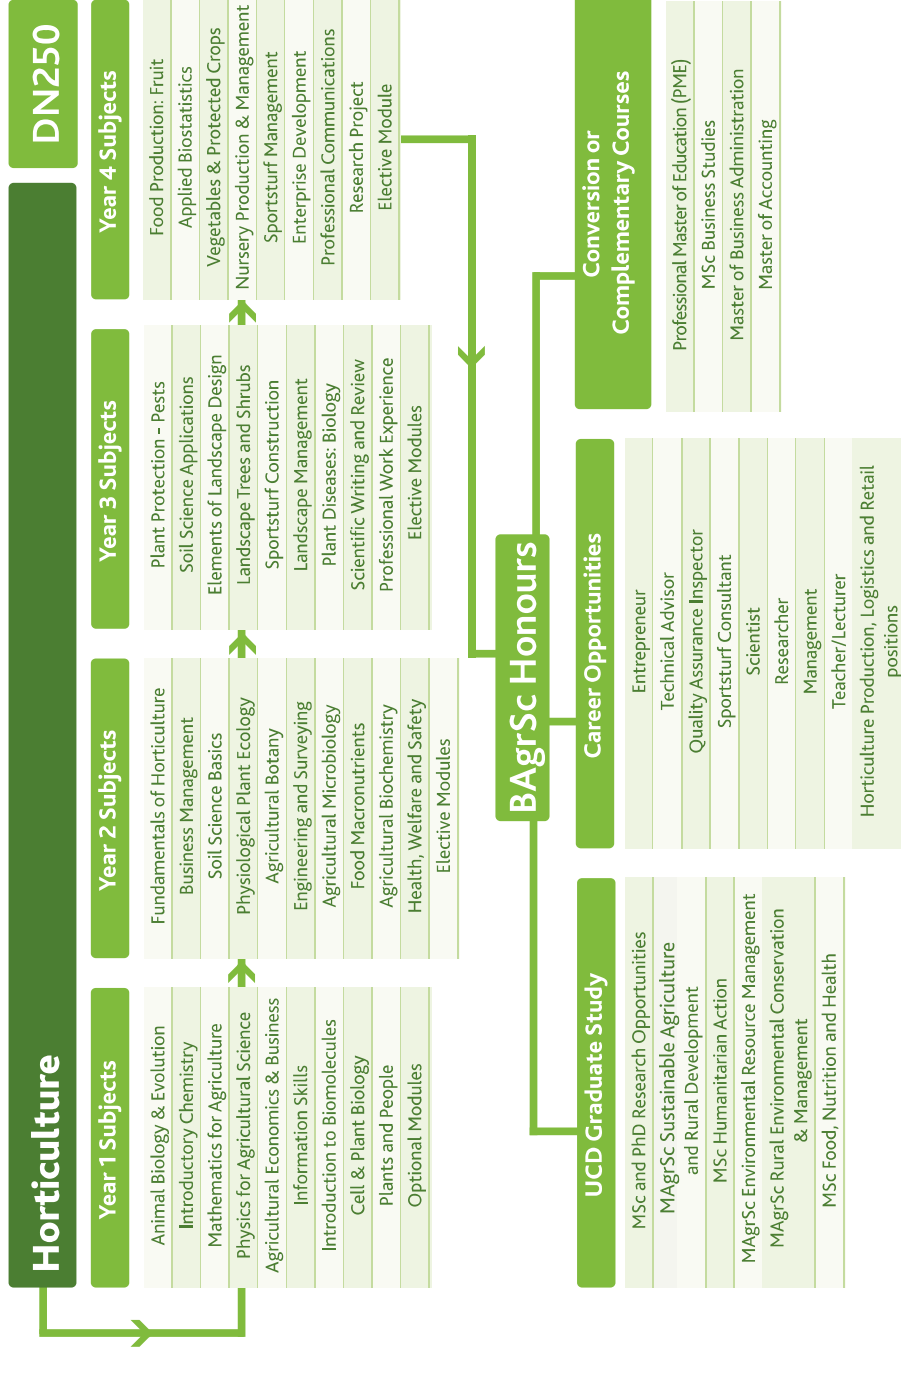 Horticulture
DN250
Year 1 Subjects
Animal Biology & Evolution
Introductory Chemistry
Mathematics for Agriculture
Physics for Agricultural Science
Agricultural Economics & Business
Information Skills
Introduction to Biomolecules
Cell & Plant Biology
Plants and People
Optional Modules
Year 2 Subjects
Fundamentals of Horticulture
Business Management
Soil Science Basics
Physiological Plant Ecology
Agricultural Botany
Engineering and Surveying
Agricultural Microbiology
Food Macronutrients
Agricultural Biochemistry
Health, Welfare and Safety
Elective Modules
Year 3 Subjects
Plant Protection - Pests
Soil Science Applications
Elements of Landscape Design
Landscape Trees and Shrubs
Sportsturf Construction
Landscape Management
Plant Diseases: Biology
Scientific Writing and Review
Professional Work Experience
Elective Modules
Year 4 Subjects
Food Production: Fruit
Applied Biostatistics
Vegetables & Protected Crops
Nursery Production & Management
Sportsturf Management
Enterprise Development
Professional Communications
Research Project
Elective Module
BAgrSc Honours
UCD Graduate Study
MSc and PhD Research Opportunities
MAgrSc Sustainable Agriculture
and Rural Development
MSc Humanitarian Action
MAgrSc Environmental Resource Management
MAgrSc Rural Environmental Conservation
& Management
MSc Food, Nutrition and Health
Career Opportunities
Entrepreneur
Technical Advisor
Quality Assurance Inspector
Sportsturf Consultant
Scientist
Researcher
Management
Teacher/Lecturer
Horticulture Production, Logistics and Retail
positions
Conversion or
Complementary Courses
Professional Master of Education (PME)
MSc Business Studies
Master of Business Administration
Master of Accounting